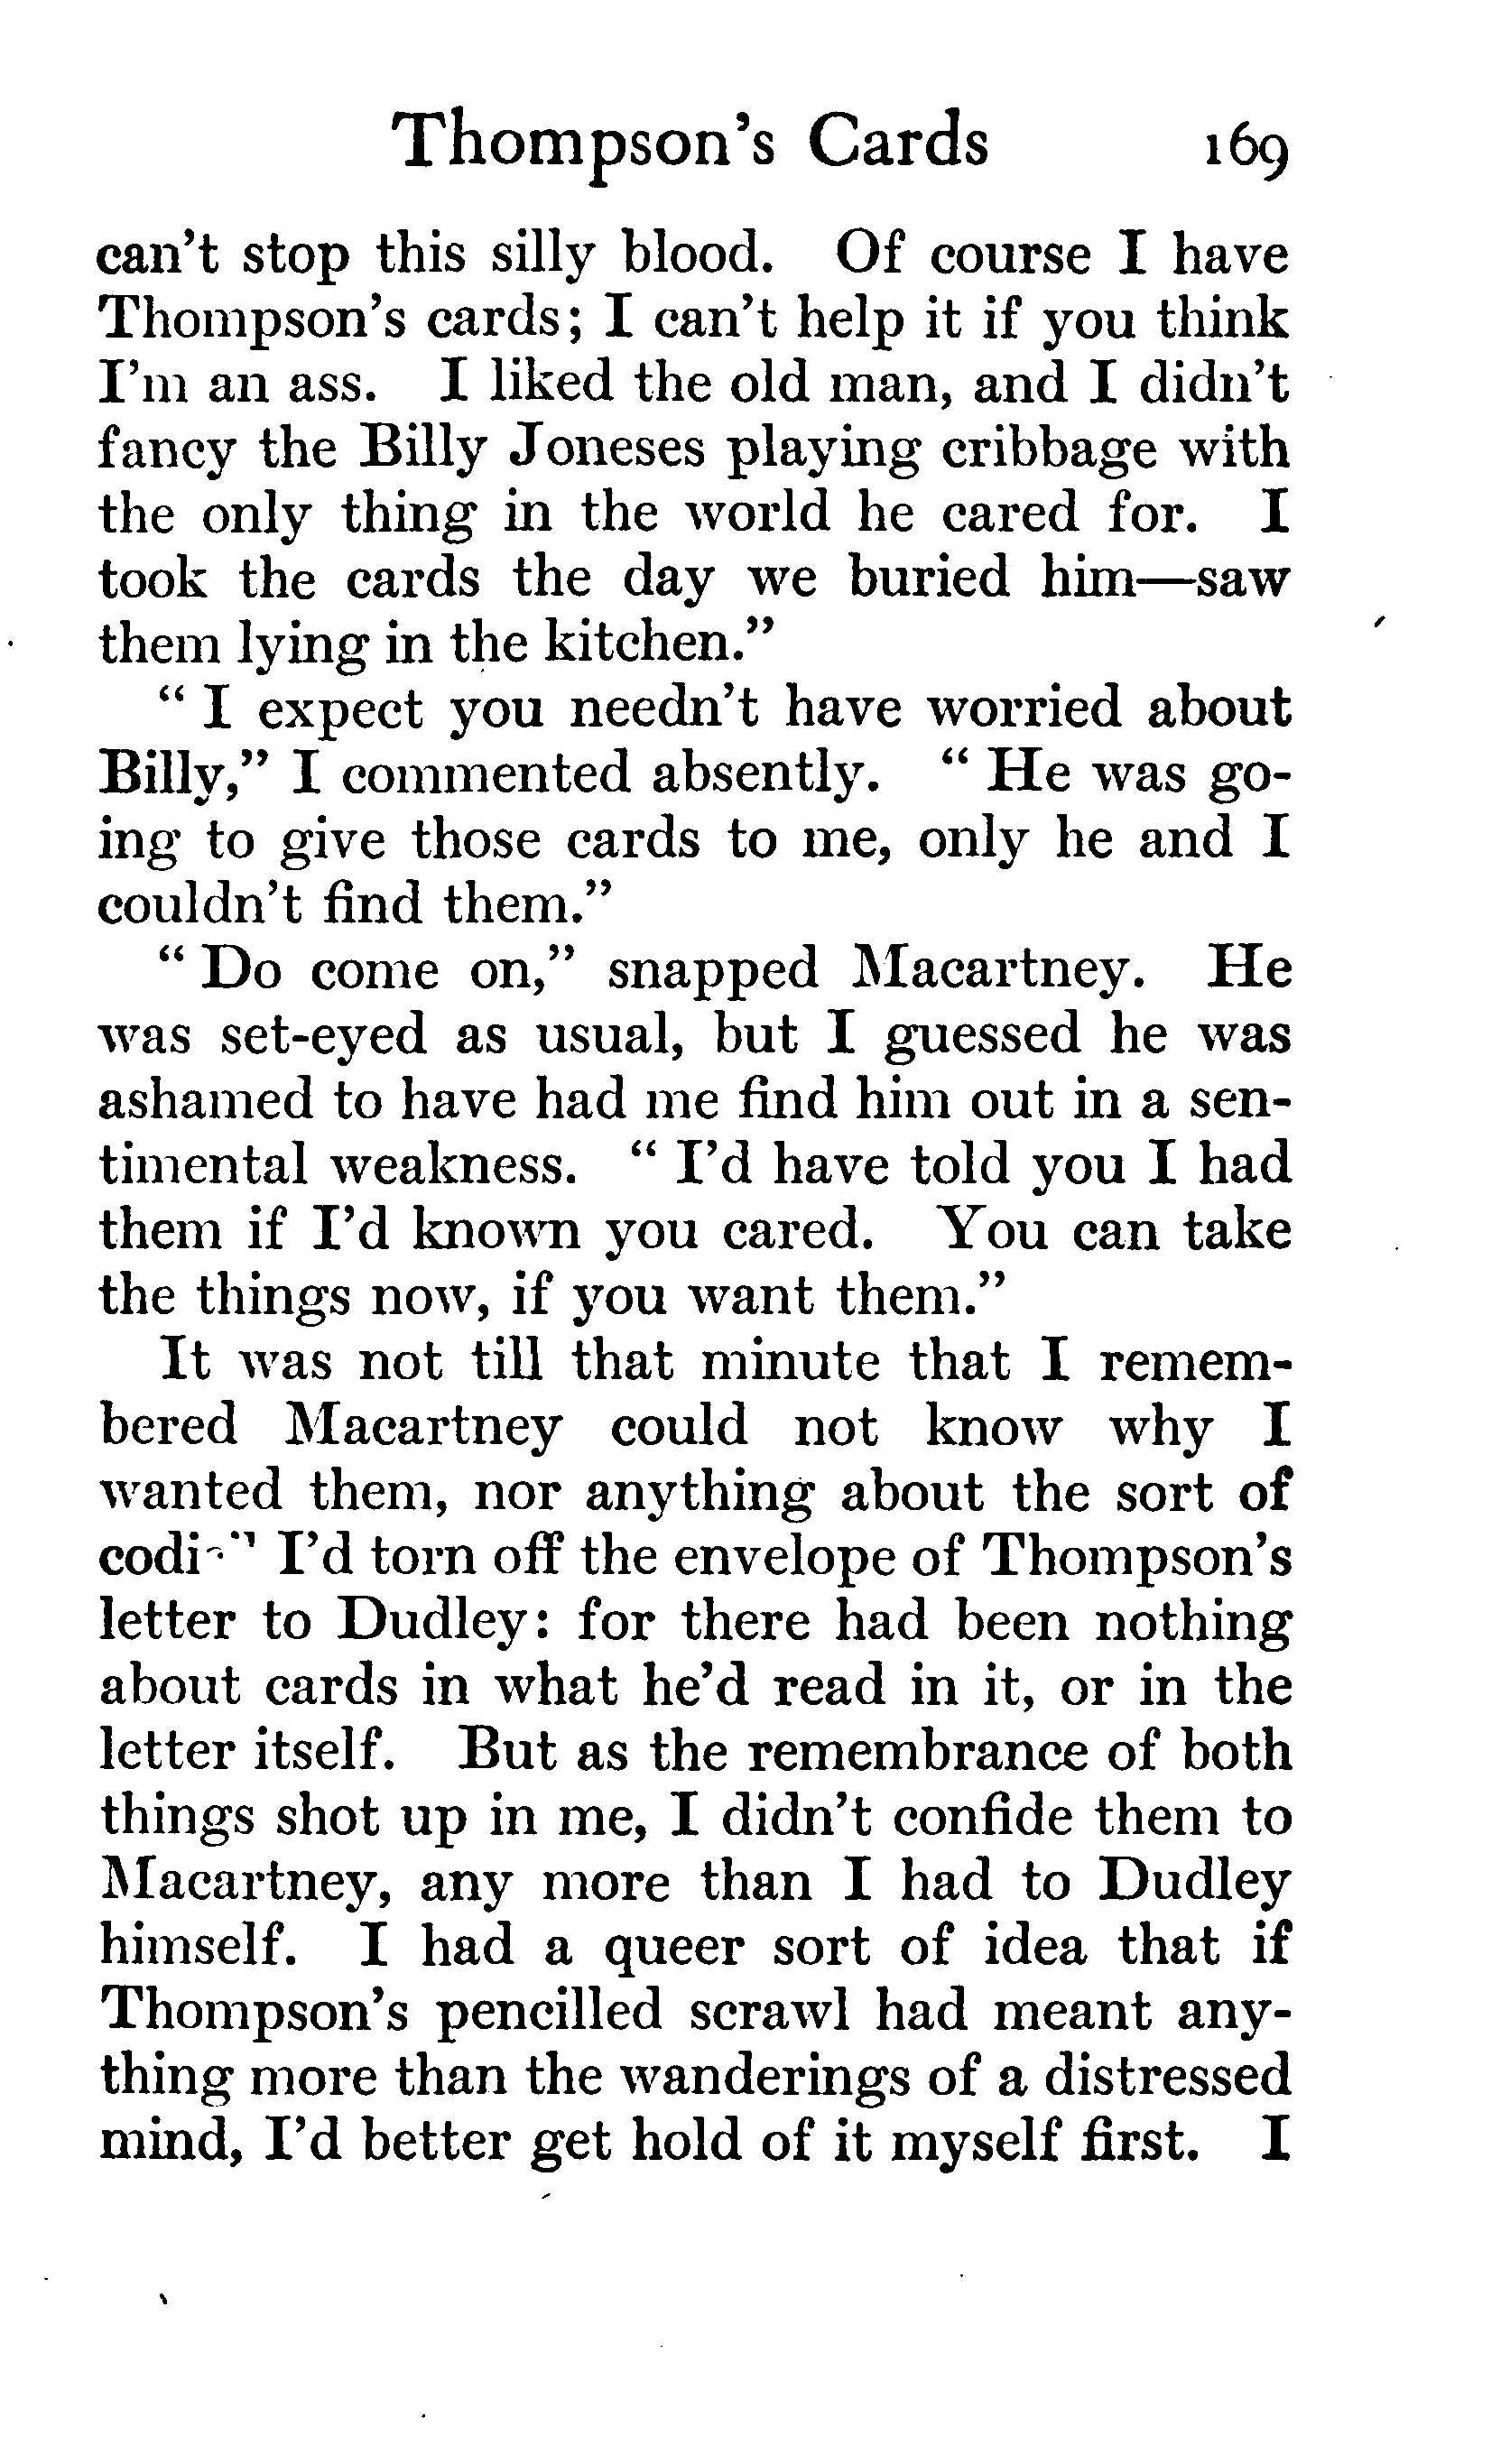 Thompson's Cards 169
can't stop this silly blood. Of course I have
Thompson's cards; I can't help it if you think
I'm an ass. I liked the old man, and I didn't
fancy the Billy Joneses playing cribbage with
the only thing in the world he cared for. I
took the cards the day we buried him—saw
them lying in the kitchen."
" I expect you needn't have worried about
Billy," I commented absently. " He was go-
ing to give those cards to me, only he and I
couldn't find them."
" Do come on," snapped Macartney. He
was set-eyed as usual, but I guessed he was
ashamed to have had me find him out in a sen-
timental weakness. " I'd have told you I had
them if I'd known you cared. You can take
the things now, if you want them."
It was not till that minute that I remem-
bered Macartney could not know why I
wanted them, nor anything about the sort of
I'd torn off the envelope of Thompson's
letter to Dudley: for there had been nothing
about cards in what he'd read in it, or in the
letter itself. But as the remembrance of both
things shot up in me, I didn't confide them to
Macartney, any more than I had to Dudley
himself. I had a queer sort of idea that if
Thompson's pencilled scrawl had meant any-
thing more than the wanderings of a distressed
mind, I'd better get hold of it myself first. I